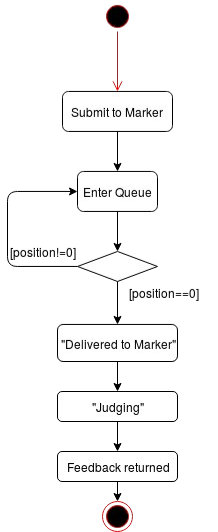 Submit to Marker
Enter Queue
[position!=0]
[position==0]
"Delivered to Marker"
"Judging"
Feedback returned